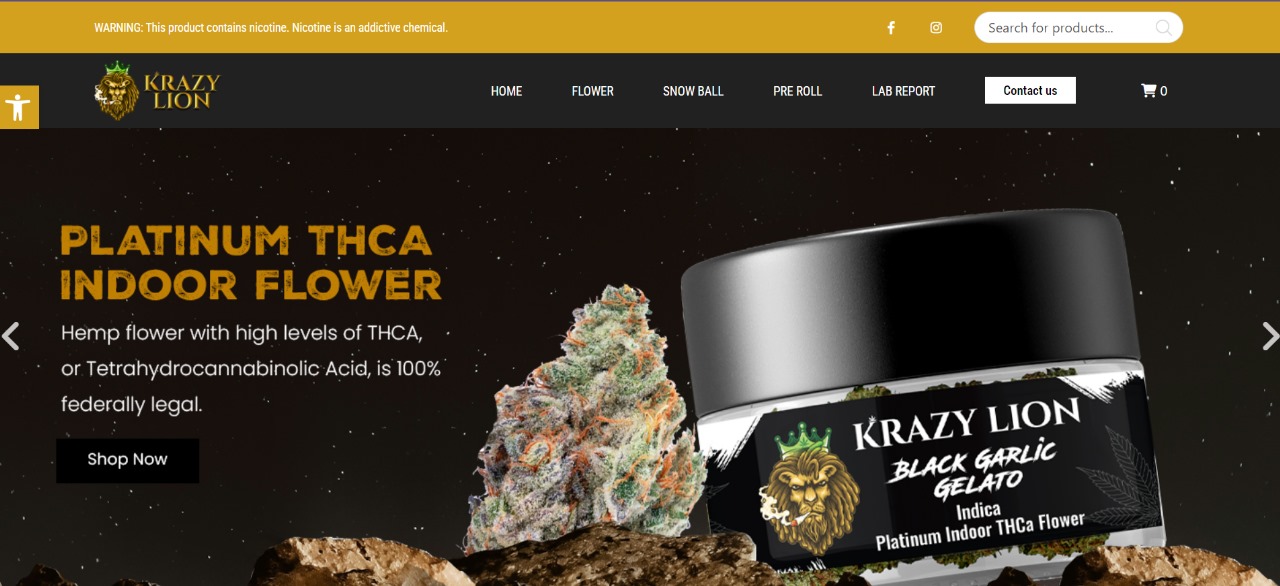 WARNING: This product contains nicotine. Nicotine is an addictive chemical.
Search for products...
KRAZY
LION
HOME
FLOWER
SNOW BALL
PRE ROLL
LAB REPORT
Contact us
0
PLATINUM THCA
INDOOR FLOWER
Hemp flower with high levels of THCA,
or Tetrahydrocannabinolic Acid, is 100%
federally legal.
Shop Now
KRAZY LION
BLACK GARLIC
GELATO
Indica
Platinum Indoor THCa Flower